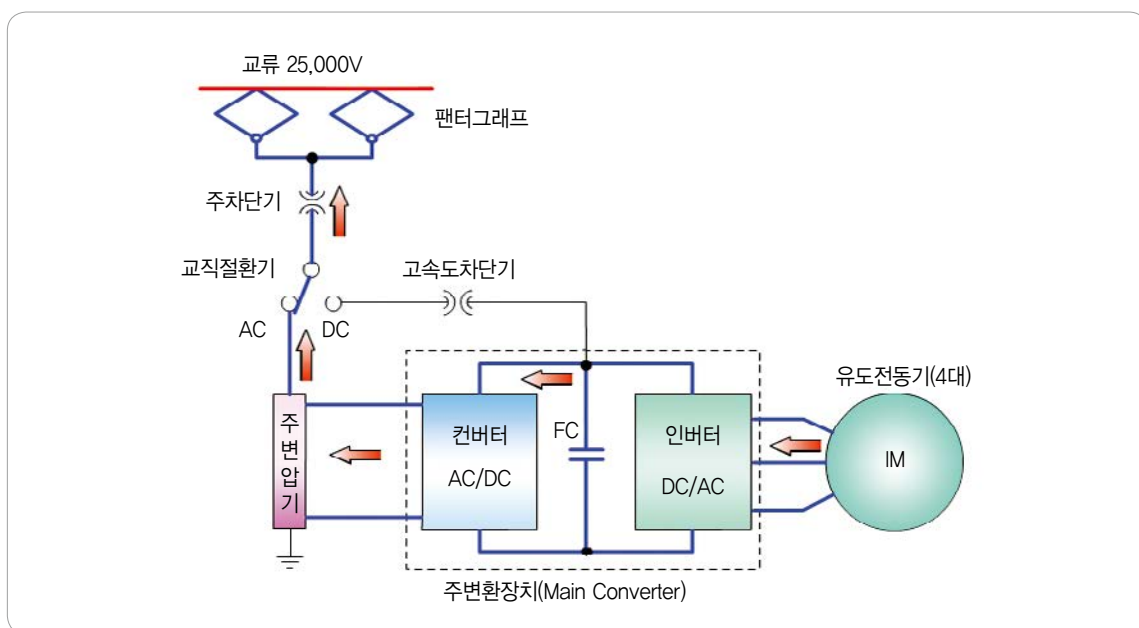 교류 25,000V
팬터그래프
주차단기
교직절환기
고속도차단기
AC
DC
유도전동기(4대)
주변압기
컨버터
AC/DC
FC
인버터
DC/AC
IM
주변환장치(Main Converter)